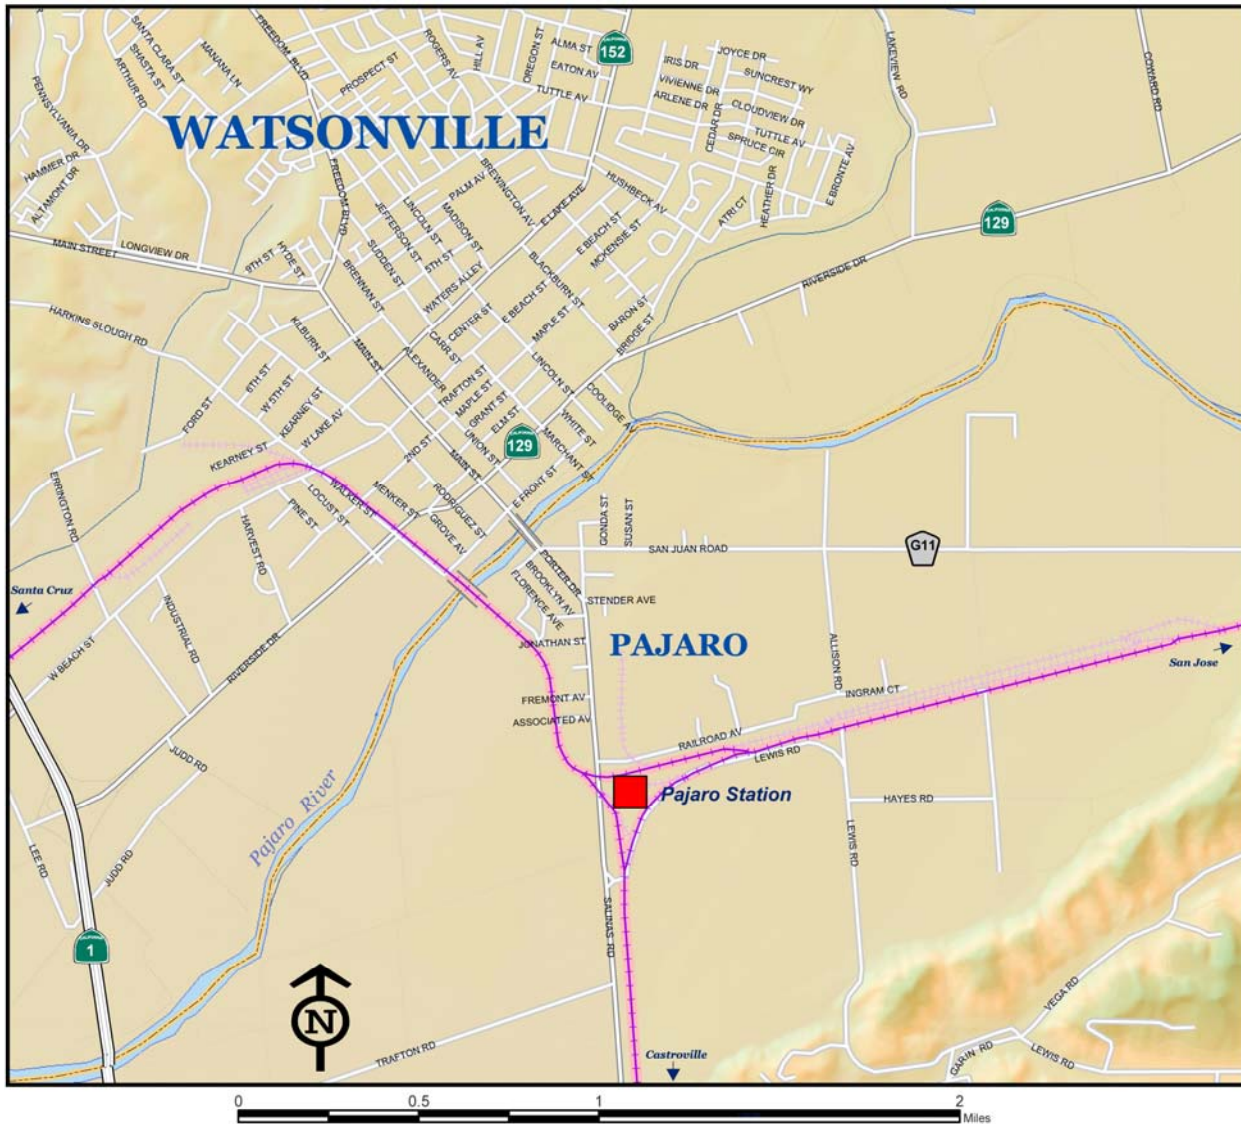 SANTA CLARA ST
SHASTA ST
ARTHUR RD
MANANA LN
FREEDOM BLVD
PROSPECT ST
ROGERS AV
HILL AV
OREGON ST
ALMA ST
EATON AV
TUTTLE AV
CALIFORNIA
152
IRIS DR
JOYCE DR
VIVIENNE DR
SUNCREST WY
ARLENE DR
CLOUDVIEW DR
CEDAR DR
TUTTLE AV
SPRUCE CIR
LAKEVIEW RD
COWARD RD
PENNSYLVANIA DR
HAMMER DR
ALTAMONT DR
WATSONVILLE
FREEDOM BLVD
PALM AV
BREWINGTON AV
E LAKE AVE
HUSHBECK AV
ATRI CT
HEATHER DR
E BRONTE AV
CALIFORNIA
129
LINCOLN ST
MADISON ST
JEFFERSON ST
5TH ST
SUDDEN ST
WATERS ALLEY
BRENNAN ST
E BEACH ST
MCKENSIE ST
BLACKBURN ST
MAIN STREET
LONGVIEW DR
9TH ST
HYDE ST
RIVERSIDE DR
HARKINS SLOUGH RD
KILBURN ST
MAIN ST
CENTER ST
E BEACH ST
MAPLE ST
BARON ST
BRIDGE ST
CARR ST
ALEXANDER
TRAFTON ST
MAPLE ST
GRANT ST
ELM ST
LINCOLN ST
COOLIDGE A
WHITE ST
MARCHANT ST
6TH ST
W 5TH ST
FORD ST
KEARNEY ST
W LAKE AV
KEARNEY ST
2ND ST
UNION ST
MAIN ST
CALIFORNIA
129
E FRONT ST
ERRINGTON RD
WALKER ST
LOCUST ST
PINE ST
MENKER ST
RODRIGUEZ ST
GROVE AV
HARVEST RD
GONDA ST
SUSAN ST
SAN JUAN ROAD
G11
PORTER DR
BROOKLYN AV
FLORENCE AVE
STENDER AVE
Santa Cruz
INDUSTRIAL RD
W BEACH ST
RIVERSIDE DR
JONATHAN ST
PAJARO
ALLISON RD
San Jose
FREMONT AV
ASSOCIATED AV
INGRAM CT
RAILROAD AV
LEWIS RD
JUDD RD
Pajaro Station
HAYES RD
Pajaro River
LEE RD
JUDD RD
LEWIS RD
SALINAS RD
CALIFORNIA
1
N
VEGA RD
GARIN RD
LEWIS RD
TRAFTON RD
Castroville
0 0.5 1 2
Miles